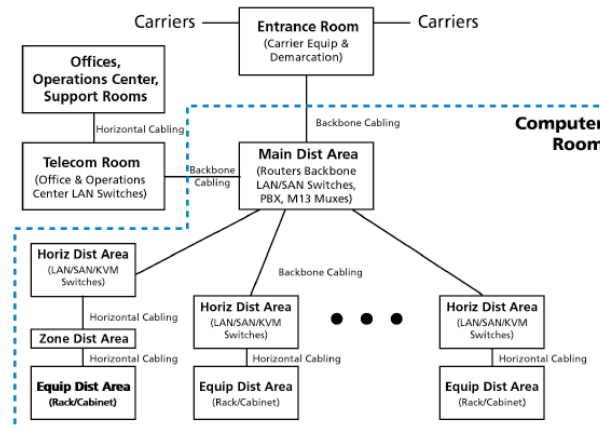 Carriers
Entrance Room
(Carrier Equip &
Demarcation)
Carriers
Offices,
Operations Center,
Support Rooms
Horizontal Cabling
Backbone Cabling
Computer
Room
Telecom Room
(Office & Operations
Center LAN Switches)
Backbone
Cabling
Main Dist Area
(Routers Backbone
LAN/SAN Switches,
PBX, M13 Muxes)
Horiz Dist Area
(LAN/SAN/KVM
Switches)
Backbone Cabling
Horiz Dist Area
(LAN/SAN/KVM
Switches)
Horiz Dist Area
(LAN/SAN/KVM
Switches)
Horizontal Cabling
Zone Dist Area
Horizontal Cabling
Horizontal Cabling
Horizontal Cabling
Equip Dist Area
(Rack/Cabinet)
Equip Dist Area
(Rack/Cabinet)
Equip Dist Area
(Rack/Cabinet)